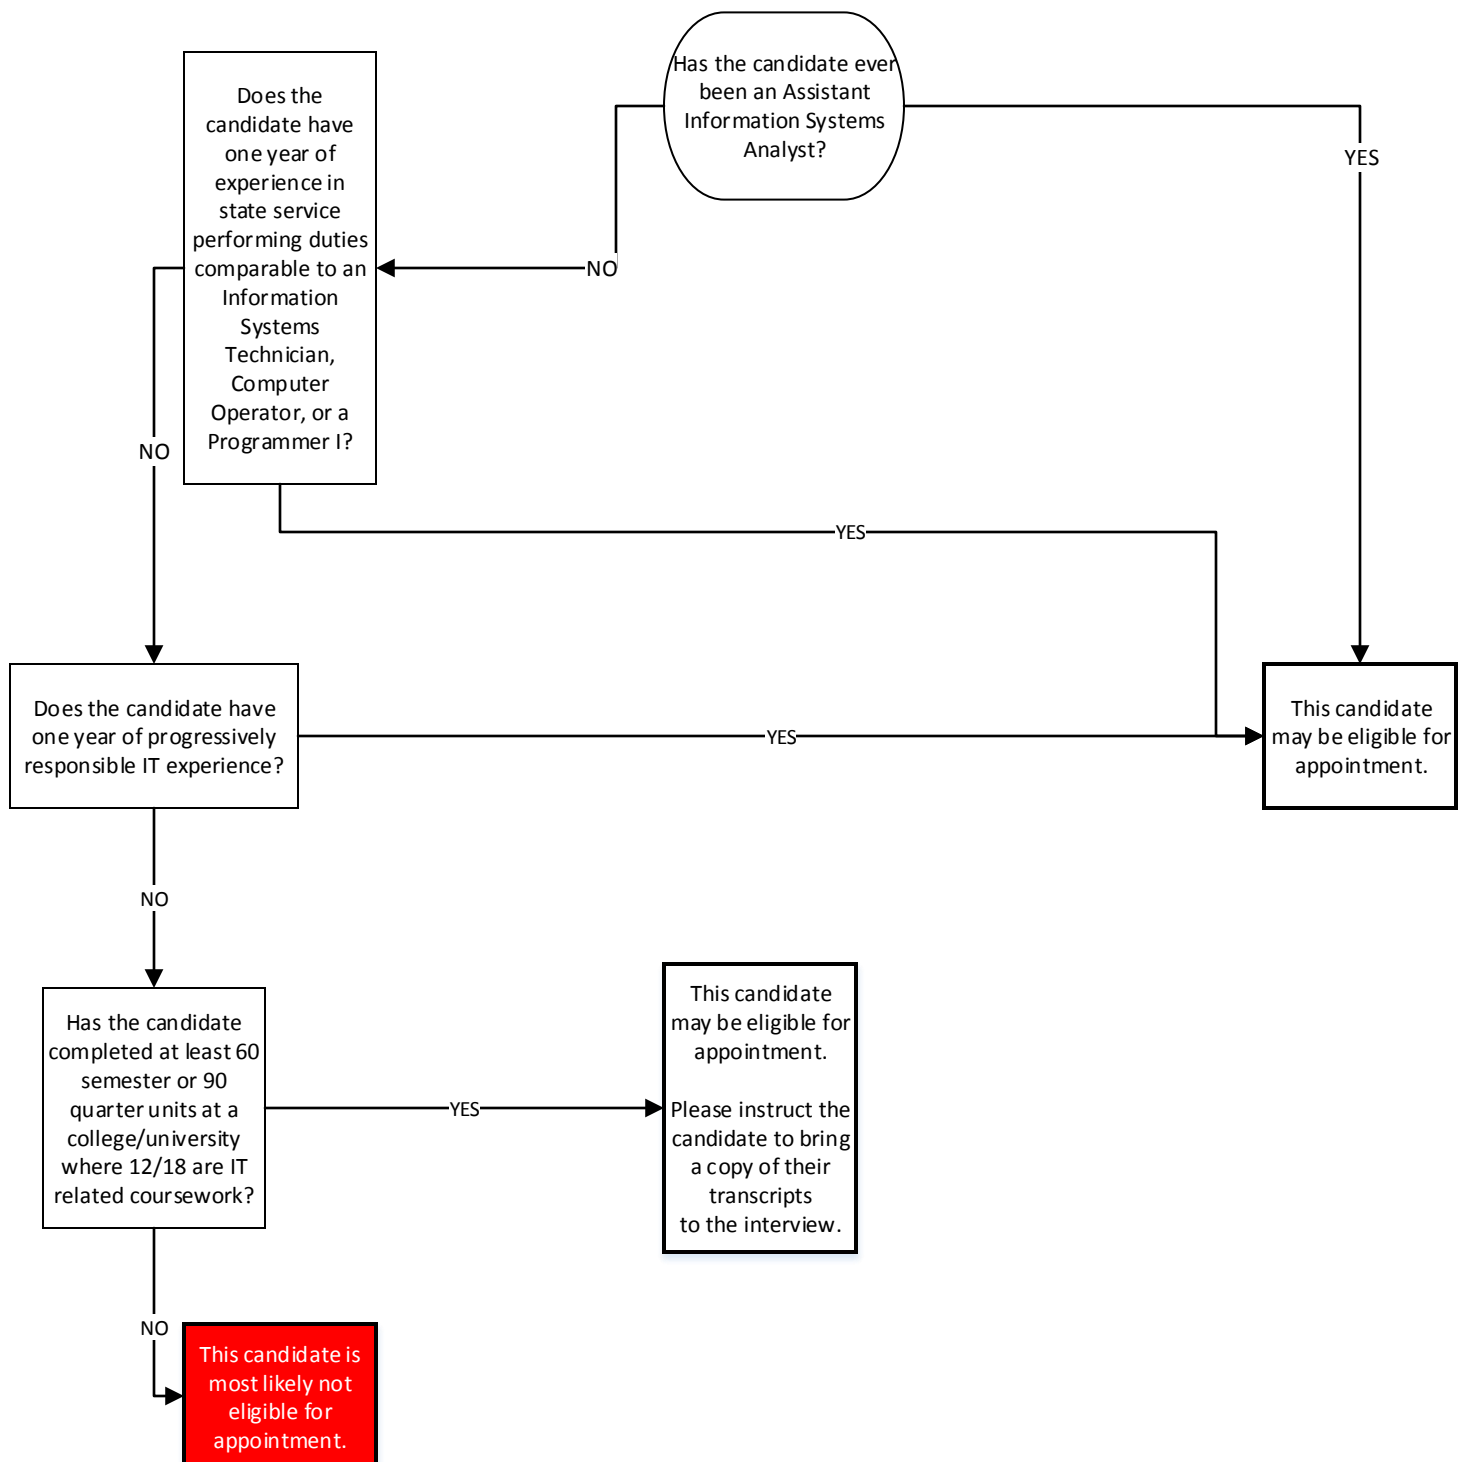 Has the candidate ever
been an Assistant
Information Systems
Analyst?
YES
NO
Does the
candidate have
one year of
experience in
state service
performing duties
comparable to an
Information
Systems
Technician,
Computer
Operator, or a
Programmer I?
NO
YES
Does the candidate have
one year of progressively
responsible IT experience?
YES
This candidate
may be eligible for
appointment.
NO
Has the candidate
completed at least 60
semester or 90
quarter units at a
college/university
where 12/18 are IT
related coursework?
YES
This candidate
may be eligible for
appointment.
Please instruct the
candidate to bring
a copy of their
transcripts
to the interview.
NO
This candidate is
most likely not
eligible for
appointment.